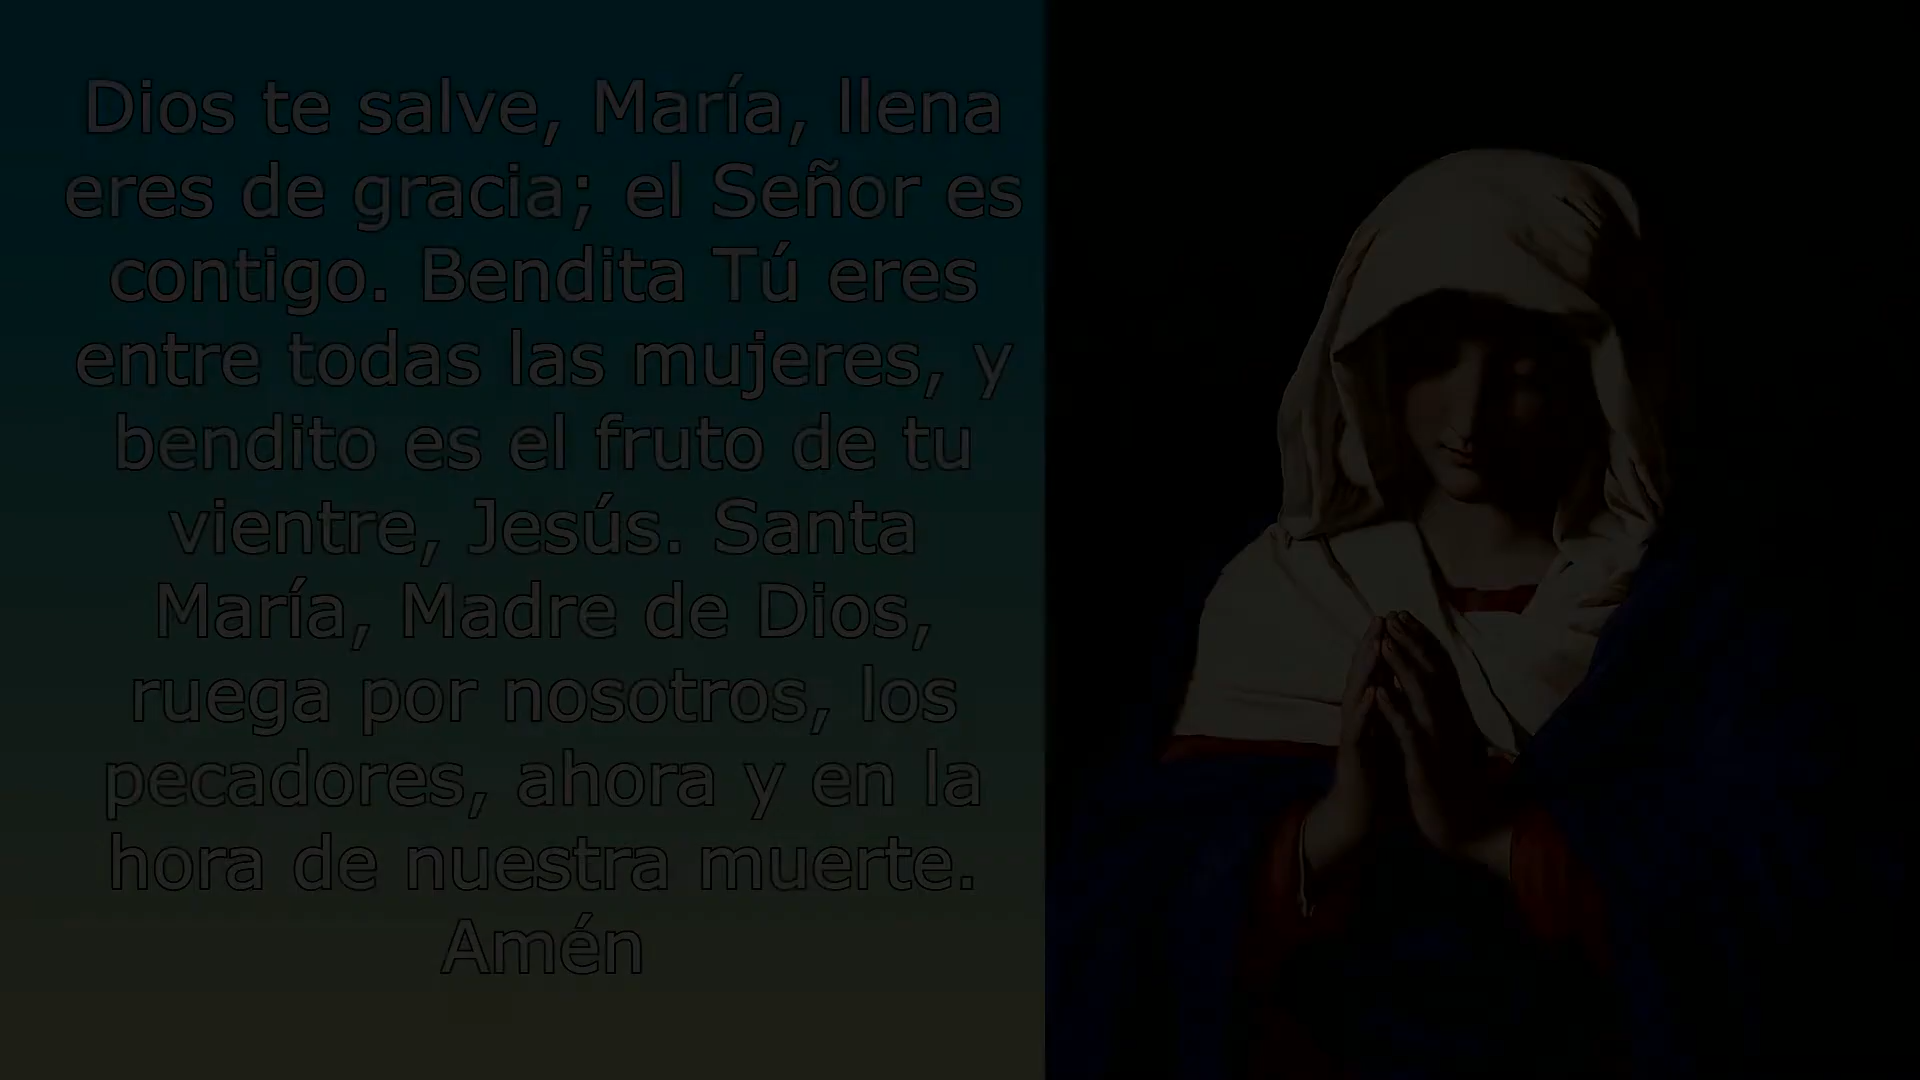 Dios te salve, María, llena
eres de gracia; el Señor es
contigo. Bendita Tú eres
entre todas las mujeres, y
bendito es el fruto de tu
vientre, Jesús. Santa
María, Madre de Dios,
ruega por nosotros, los
pecadores, ahora y en la
hora de nuestra muerte.
Amén